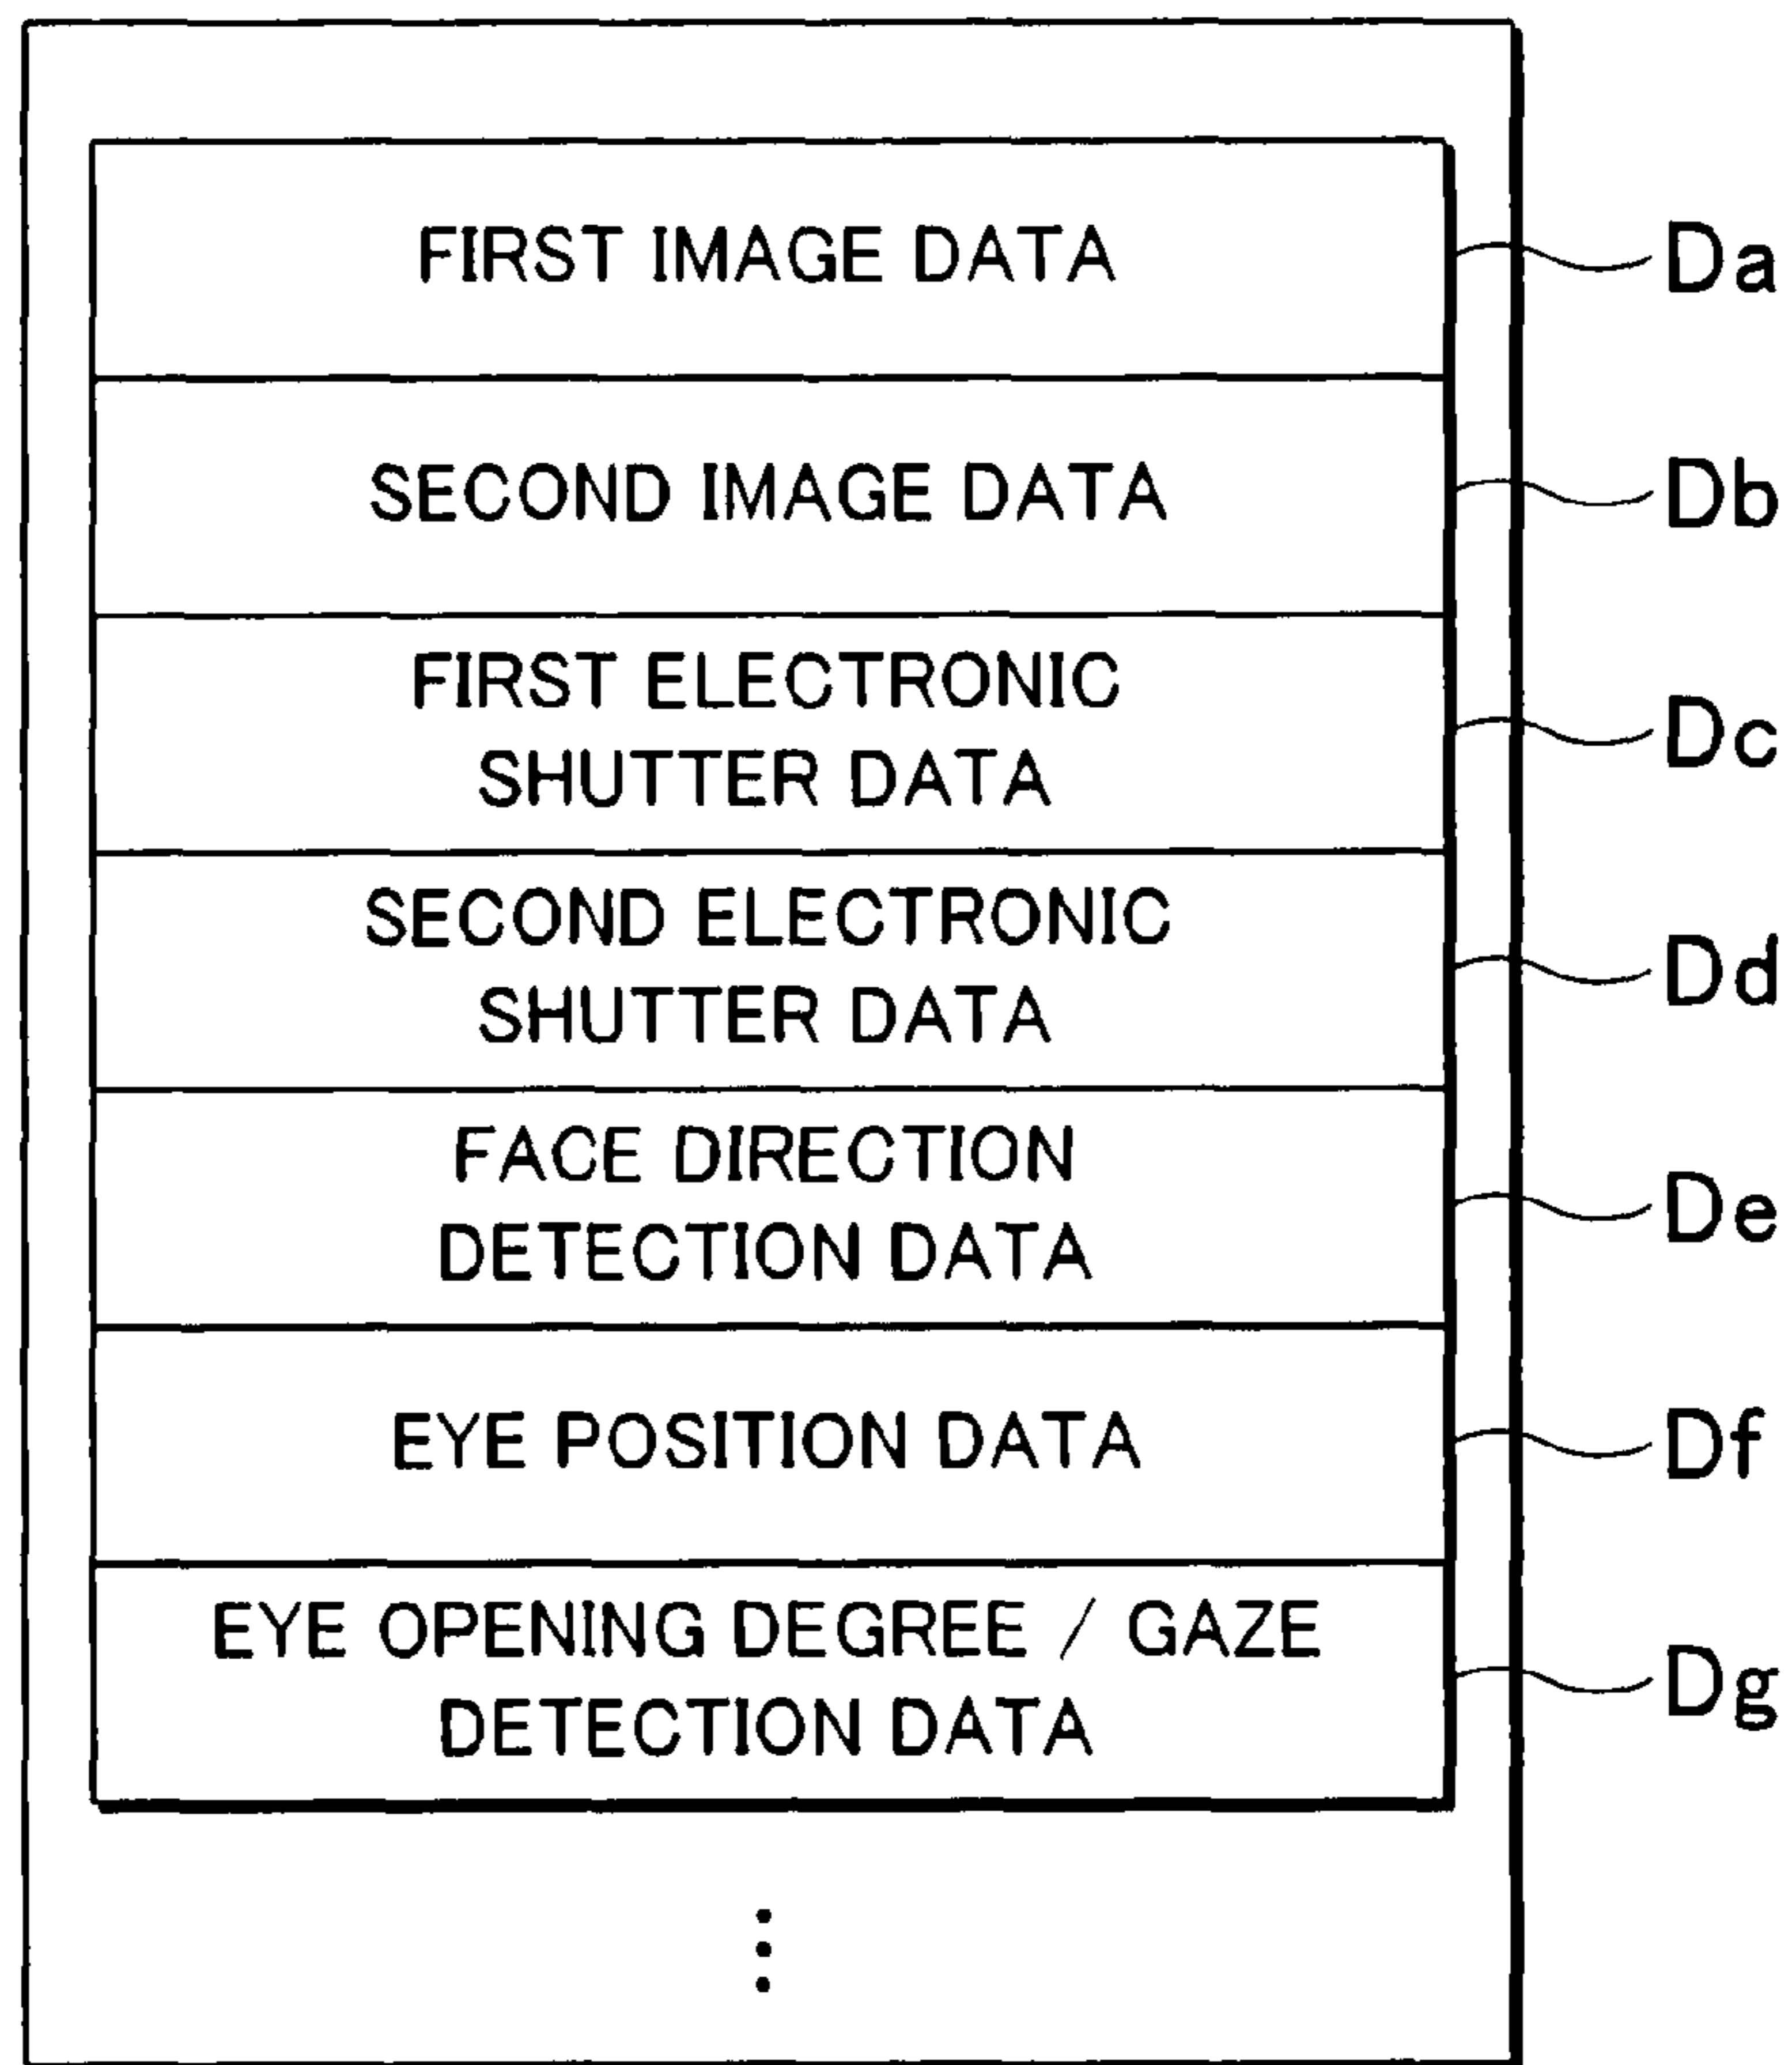 FIRST IMAGE DATA
Da
SECOND IMAGE DATA
Db
FIRST ELECTRONIC
SHUTTER DATA
Dc
SECOND ELECTRONIC
SHUTTER DATA
Dd
FACE DIRECTION
DETECTION DATA
De
EYE POSITION DATA
Df
EYE OPENING DEGREE / GAZE
DETECTION DATA
Dg